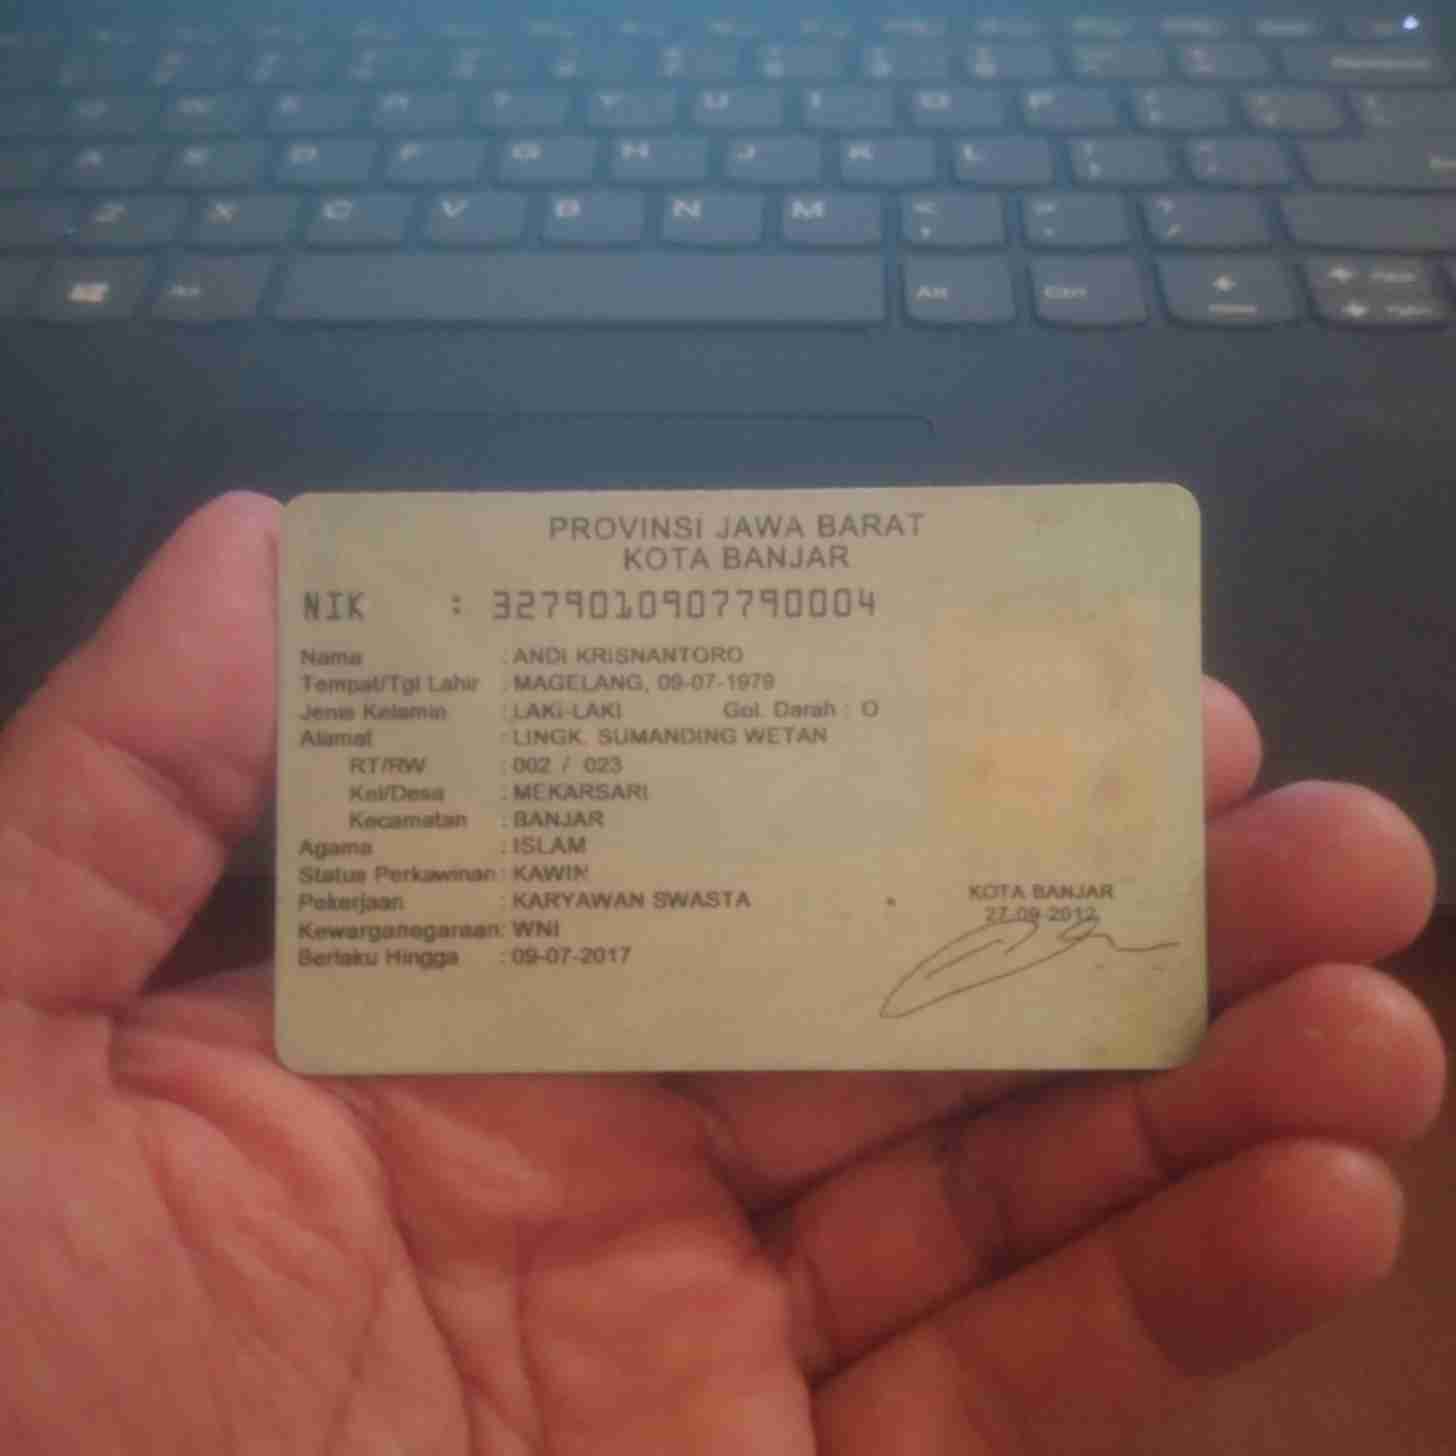 PROVINSI JAWA BARAT
KOTA BANJAR
NIK : 3279010907790004
Nama : ANDI KRISNANTORO
Tempat/Tgl Lahir : MAGELANG, 09-07-1979
Jenis Kelamin : LAKI-LAKI Gol. Darah : O
Alamat : LINGK. SUMANDING WETAN
RT/RW : 002 / 023
Kel/Desa : MEKARSARI
Kecamatan : BANJAR
Agama : ISLAM
Status Perkawinan : KAWIN
Pekerjaan : KARYAWAN SWASTA
Kewarganegaraan : WNI
Berlaku Hingga : 09-07-2017
KOTA BANJAR
27-09-2012